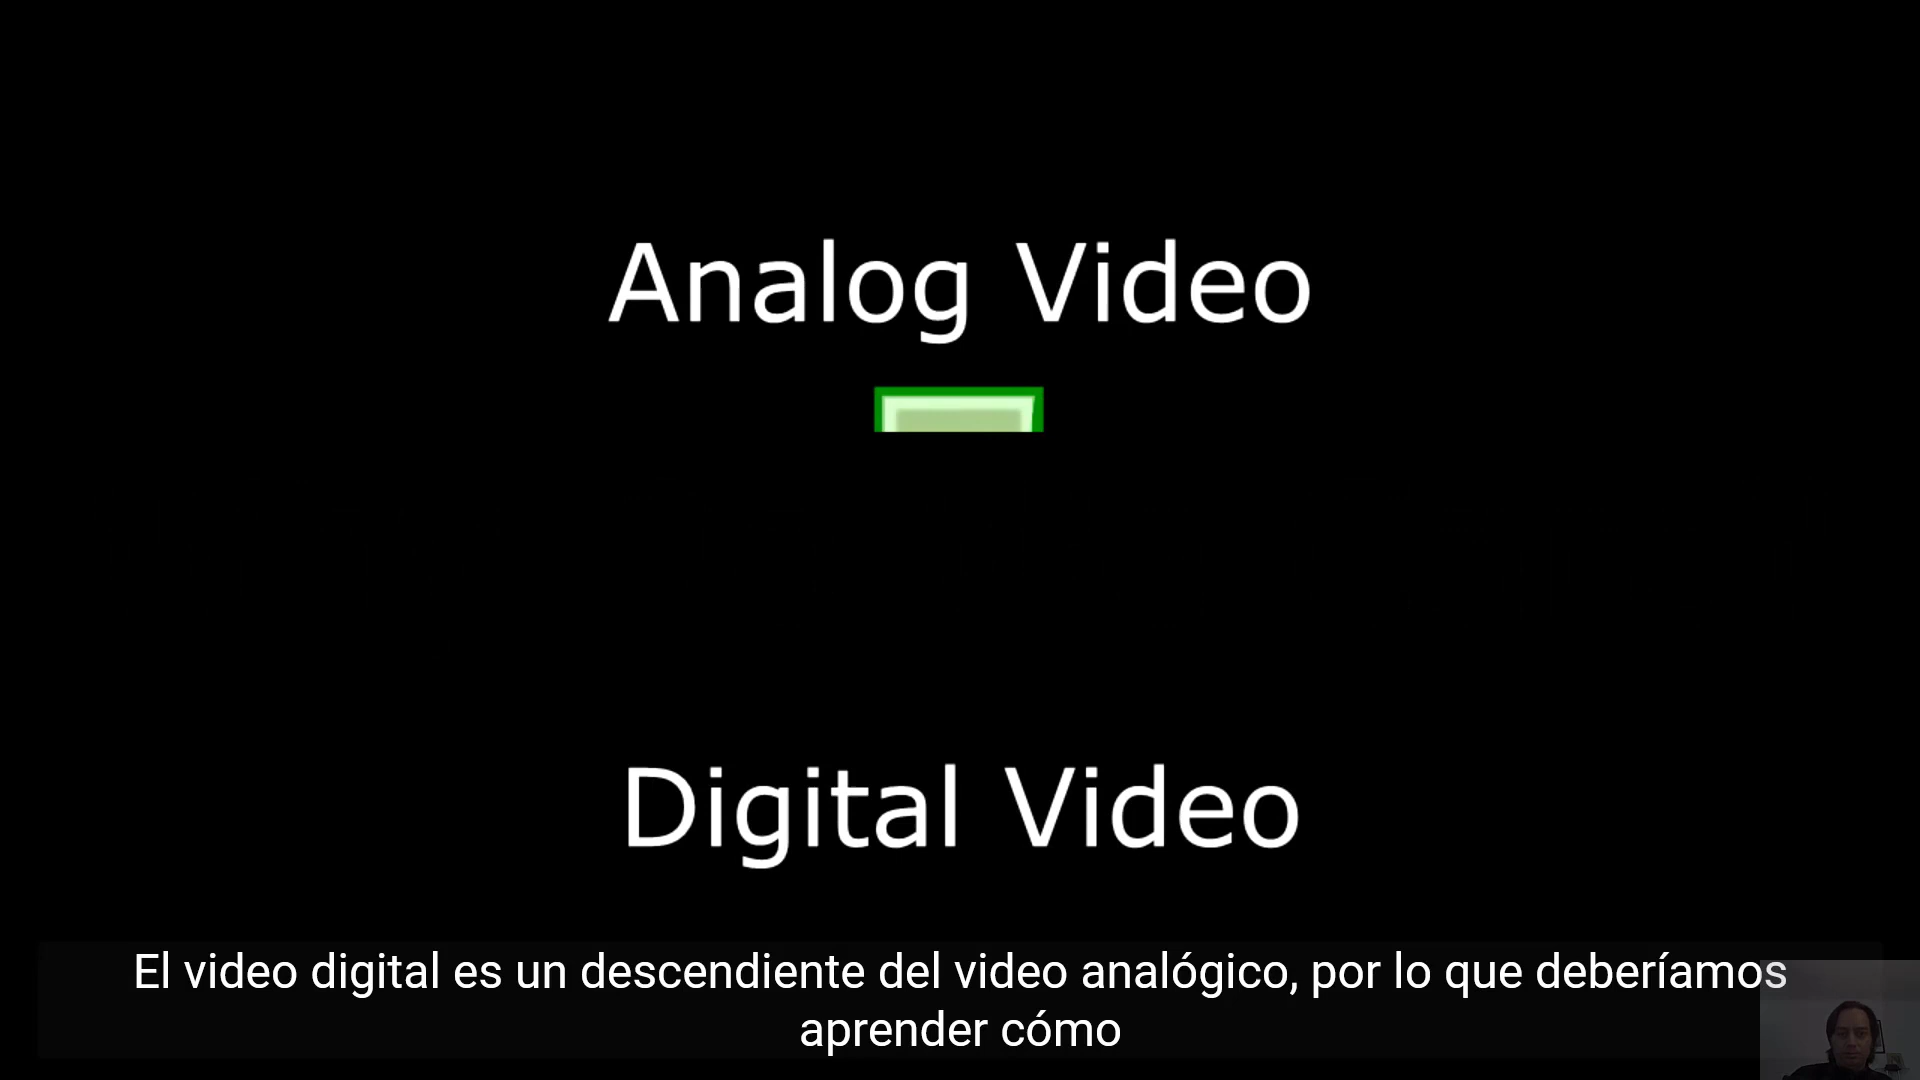 Analog Video
Digital Video
El video digital es un descendiente del video analógico, por lo que deberíamos
aprender cómo